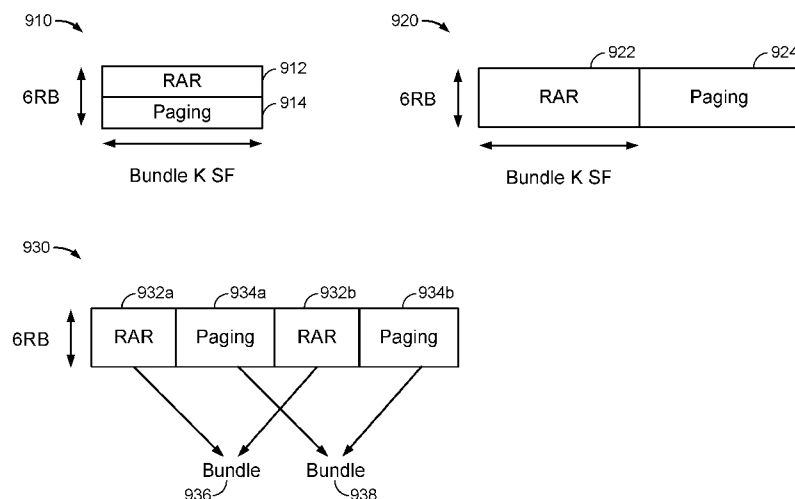 910
RAR
912
6RB
Paging
914
Bundle K SF
920
922
924
6RB
RAR
Paging
Bundle K SF
930
932a
934a
932b
934b
6RB
RAR
Paging
RAR
Paging
Bundle
Bundle
936
938